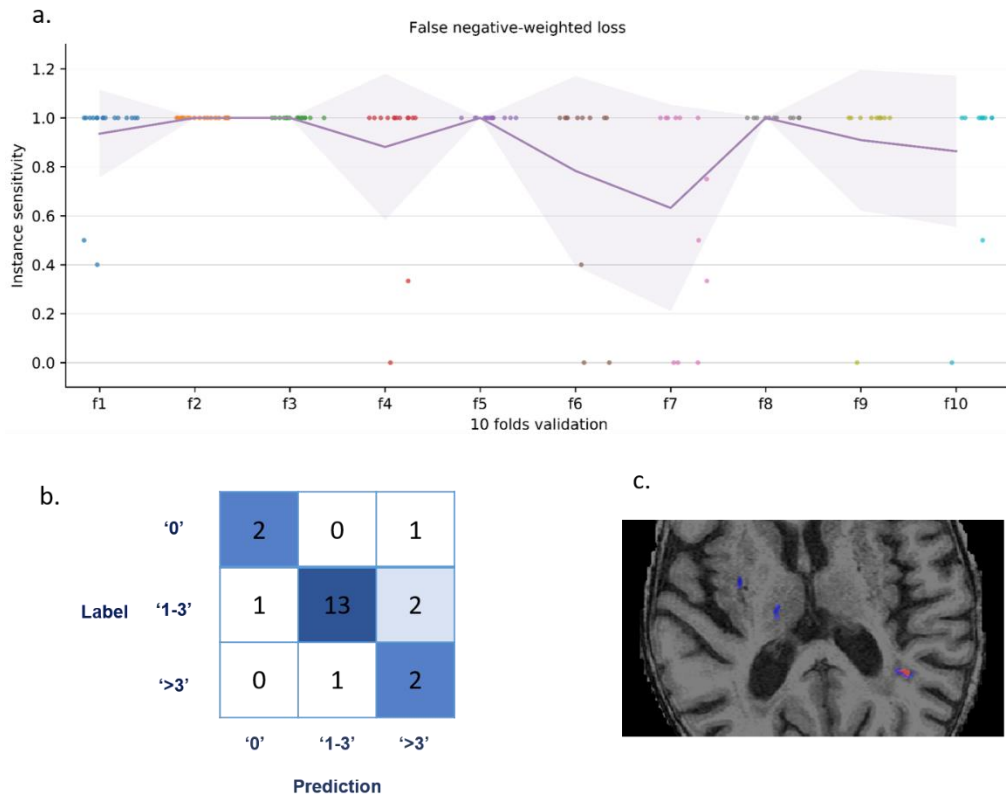 a.
False negative-weighted loss
1.2
1.0
0.8
0.6
0.4
0.2
0.0
Instance sensitivity
f1 f2 f3 f4 f5 f6 f7 f8 f9 f10
10 folds validation
b.
‘0’ 2 0 1
Label ‘1-3’ 1 13 2
‘>3’ 0 1 2
‘0’ ‘1-3’ ‘>3’
Prediction
c.